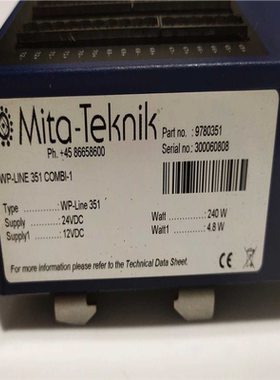 Mita-Teknik
Ph. +45 86658600
Part no. : 9780351
Serial no.: 300060808
WP-LINE 351 COMBI-1
Type : WP-Line 351
Supply : 24VDC
Watt : 240 W
Supply1 : 12VDC
Watt1 : 4.8 W
CE
For more information please refer to the Technical Data Sheet.